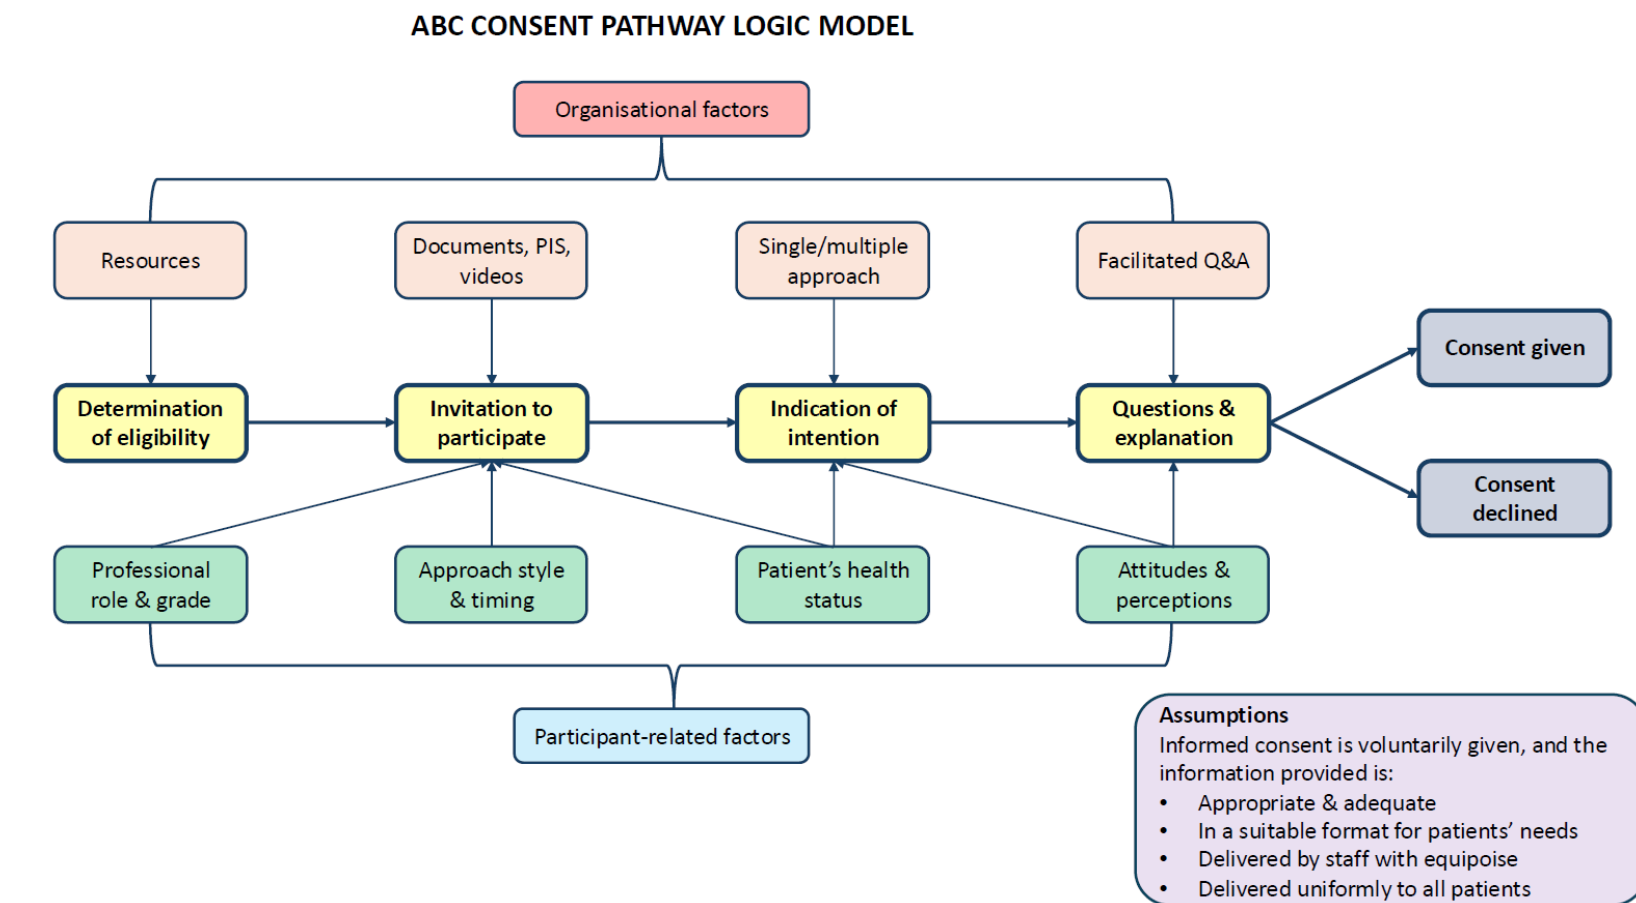 ABC CONSENT PATHWAY LOGIC MODEL
Organisational factors
Resources
Documents, PIS,
videos
Single/multiple
approach
Facilitated Q&A
Consent given
Determination
of eligibility
Invitation to
participate
Indication of
intention
Questions &
explanation
Consent
declined
Professional
role & grade
Approach style
& timing
Patient’s health
status
Attitudes &
perceptions
Participant-related factors
Assumptions
Informed consent is voluntarily given, and the
information provided is:
• Appropriate & adequate
• In a suitable format for patients’ needs
• Delivered by staff with equipoise
• Delivered uniformly to all patients